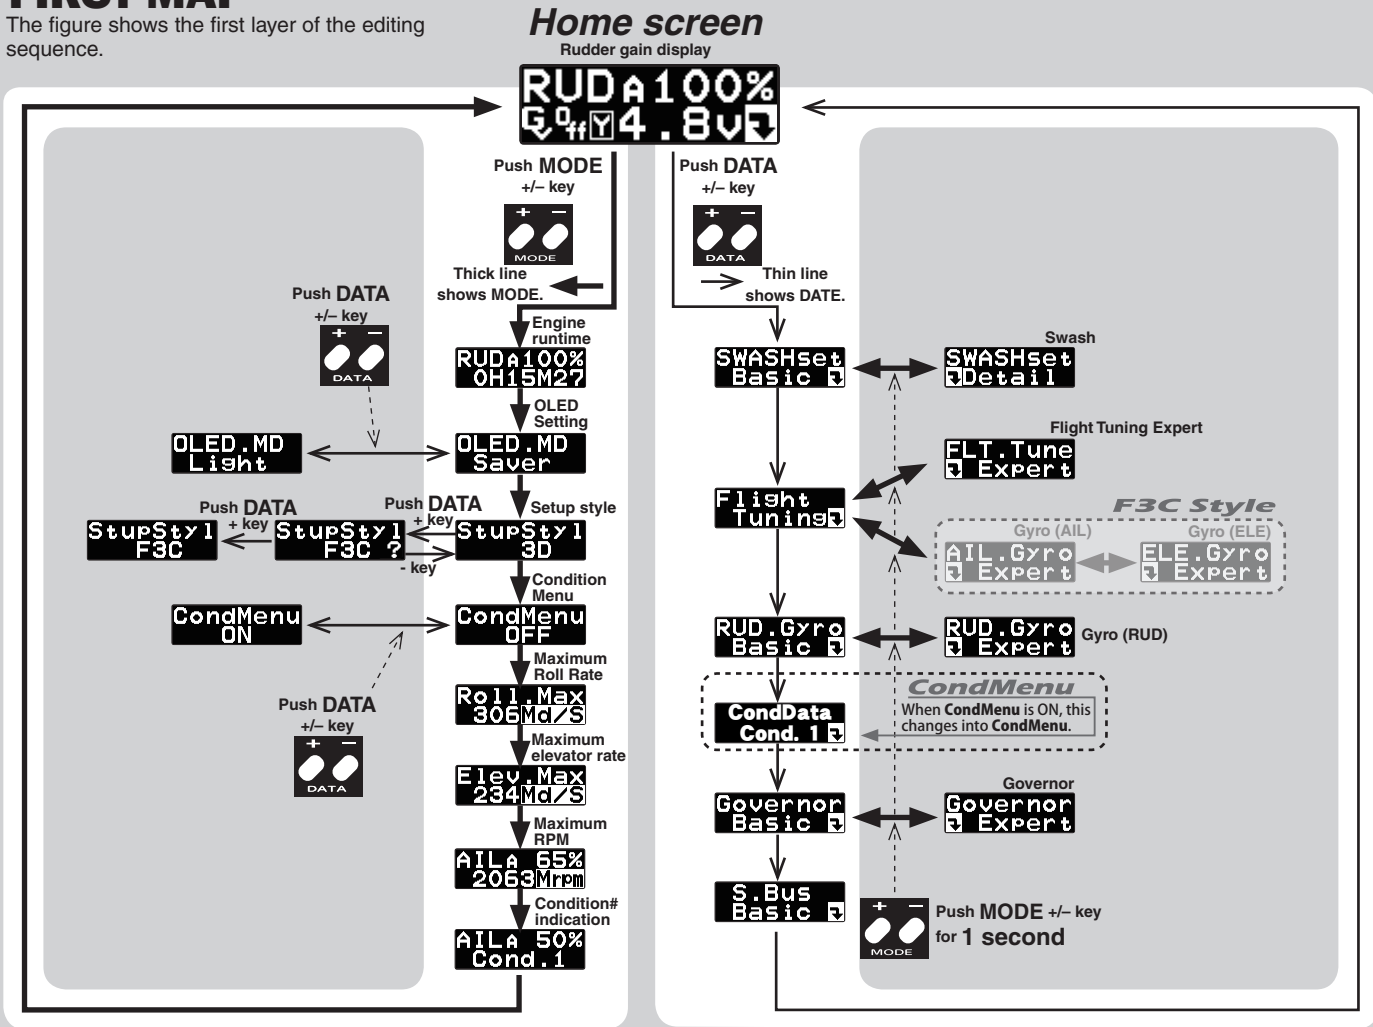 FIRST MAP
The figure shows the first layer of the editing
sequence.
Home screen
Rudder gain display
RUDA100%
G Off Y 4.8v
Push MODE
+/– key
+ –
MODE
Thick line
shows MODE.
Push DATA
+/– key
+ –
DATA
Thin line
shows DATE.
Push DATA
+/– key
+ –
DATA
Engine
runtime
RUDA100%
0H15M27
OLED
Setting
OLED.MD
Light
OLED.MD
Saver
Push DATA
+ key
Push DATA
+ key
- key
Setup style
StupStyl
F3C
StupStyl
F3C ?
StupStyl
3D
Condition
Menu
CondMenu
ON
CondMenu
OFF
Push DATA
+/– key
+ –
DATA
Maximum
Roll Rate
Roll.Max
306Md/S
Maximum
elevator rate
Elev.Max
234Md/S
Maximum
RPM
AILA 65%
2063Mrpm
Condition#
indication
AILA 50%
Cond.1
SWASHset
Basic
Swash
SWASHset
Detail
Flight
Tuning
Flight Tuning Expert
FLT.Tune
Expert
F3C Style
Gyro (AIL)
AIL.Gyro
Expert
Gyro (ELE)
ELE.Gyro
Expert
RUD.Gyro
Basic
RUD.Gyro
Expert
Gyro (RUD)
CondMenu
When CondMenu is ON, this
changes into CondMenu.
CondData
Cond. 1
Governor
Basic
Governor
Governor
Expert
S.Bus
Basic
+ –
MODE
Push MODE +/– key
for 1 second